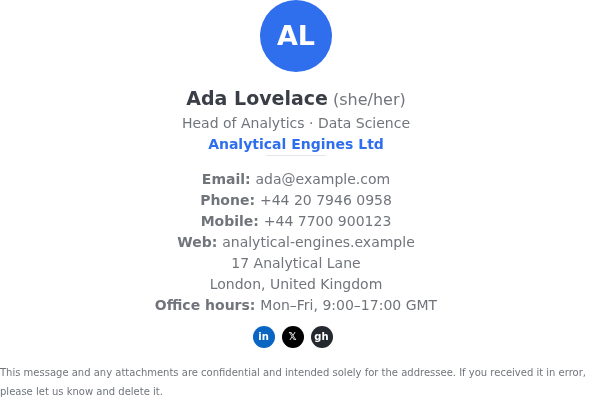 AL
Ada Lovelace (she/her)
Head of Analytics · Data Science
Analytical Engines Ltd
Email: ada@example.com
Phone: +44 20 7946 0958
Mobile: +44 7700 900123
Web: analytical-engines.example
17 Analytical Lane
London, United Kingdom
Office hours: Mon–Fri, 9:00–17:00 GMT
in 𝕏 gh
This message and any attachments are confidential and intended solely for the addressee. If you received it in error,
please let us know and delete it.